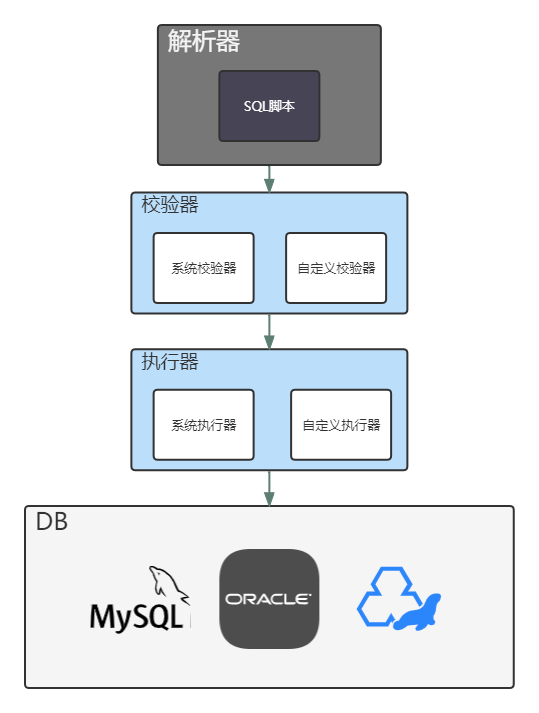 解析器
SQL脚本
校验器
系统校验器
自定义校验器
执行器
系统执行器
自定义执行器
DB
MySQL
ORACLE